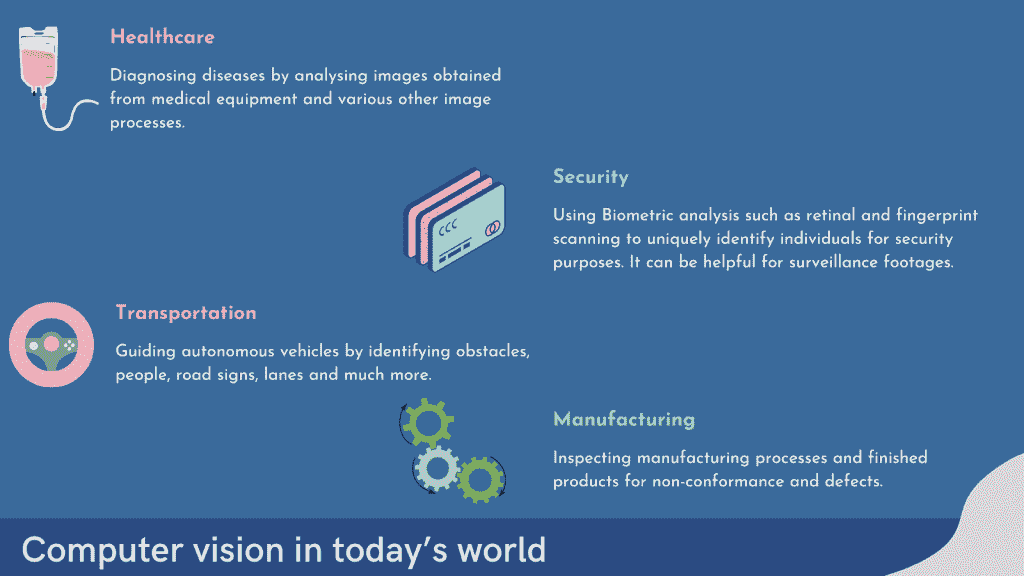 Healthcare
Diagnosing diseases by analysing images obtained
from medical equipment and various other image
processes.
Security
Using Biometric analysis such as retinal and fingerprint
scanning to uniquely identify individuals for security
purposes. It can be helpful for surveillance footages.
CCC
Transportation
Guiding autonomous vehicles by identifying obstacles,
people, road signs, lanes and much more.
Manufacturing
Inspecting manufacturing processes and finished
products for non-conformance and defects.
Computer vision in today's world